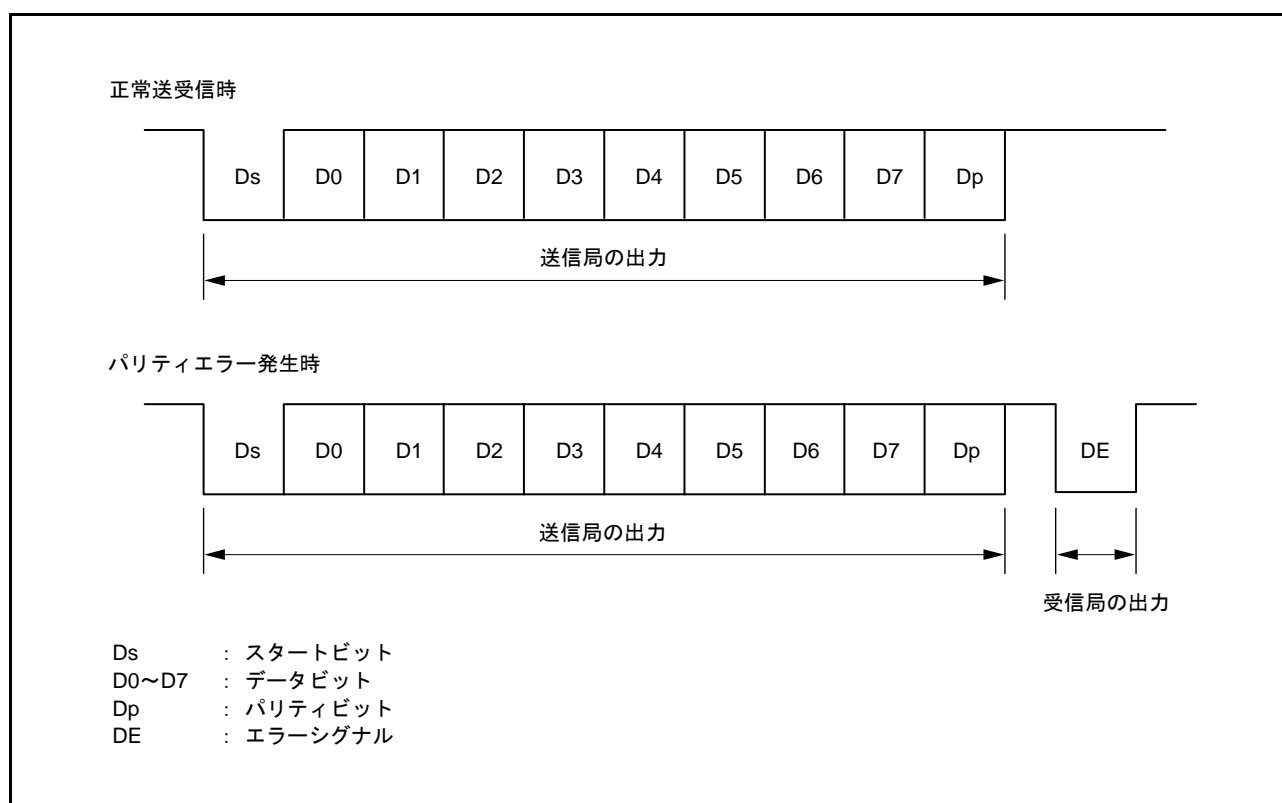 正常送受信時
Ds D0 D1 D2 D3 D4 D5 D6 D7 Dp
送信局の出力
パリティエラー発生時
Ds D0 D1 D2 D3 D4 D5 D6 D7 Dp DE
送信局の出力
受信局の出力
Ds : スタートビット
D0～D7 : データビット
Dp : パリティビット
DE : エラーシグナル